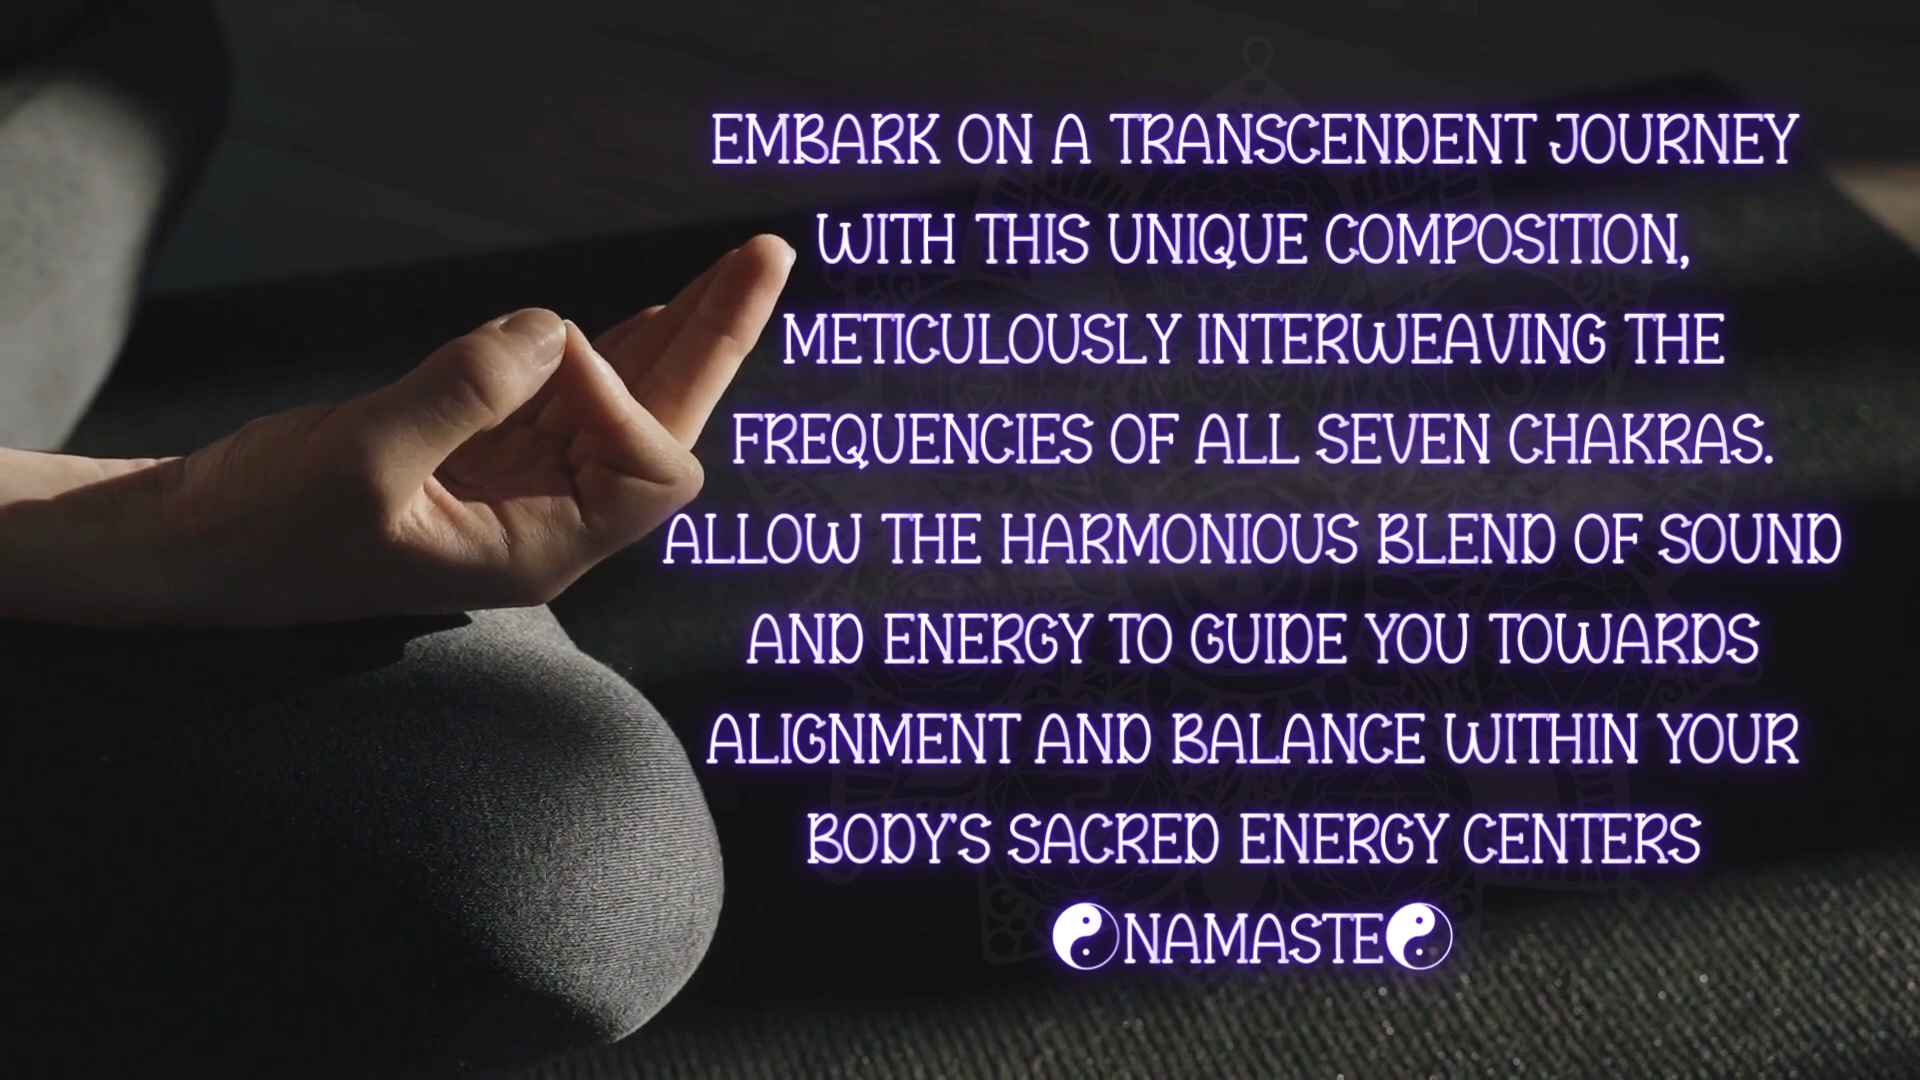 EMBARK ON A TRANSCENDENT JOURNEY
WITH THIS UNIQUE COMPOSITION,
METICULOUSLY INTERWEAVING THE
FREQUENCIES OF ALL SEVEN CHAKRAS.
ALLOW THE HARMONIOUS BLEND OF SOUND
AND ENERGY TO GUIDE YOU TOWARDS
ALIGNMENT AND BALANCE WITHIN YOUR
BODY'S SACRED ENERGY CENTERS
☯NAMASTE☯